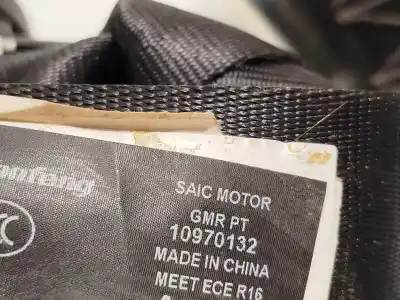 SAIC MOTOR
GMR PT
10970132
MADE IN CHINA
MEET ECE R16